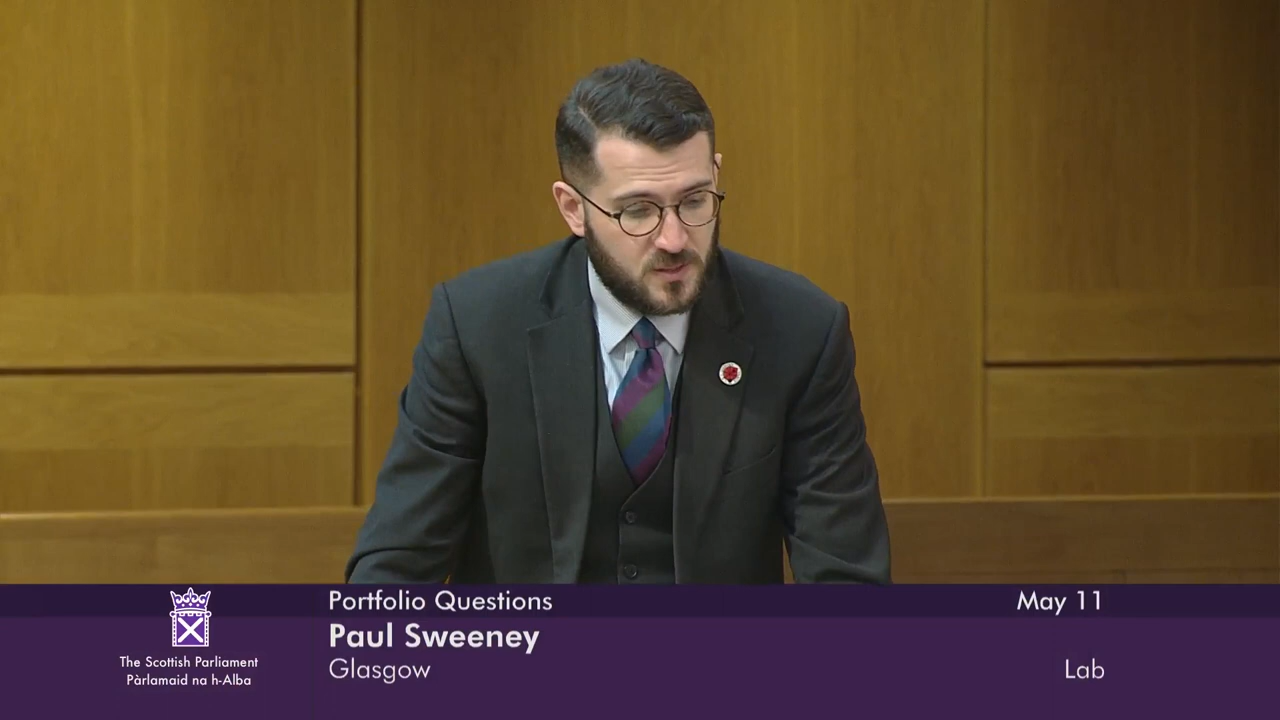 Portfolio Questions
May 11
Paul Sweeney
Glasgow
Lab
The Scottish Parliament
Pàrlamaid na h-Alba